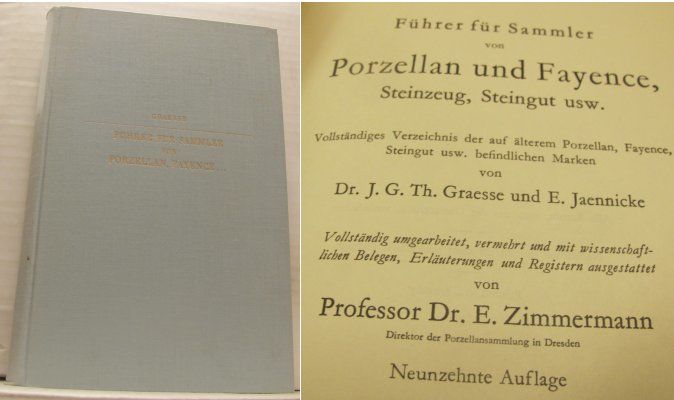 GRAESSE
FÜHRER FÜR SAMMLER
VON
PORZELLAN, FAYENCE...
Führer für Sammler
von
Porzellan und Fayence,
Steinzeug, Steingut usw.
Vollständiges Verzeichnis der auf älterem Porzellan, Fayence,
Steingut usw. befindlichen Marken
von
Dr. J. G. Th. Graesse und E. Jaennicke
Vollständig umgearbeitet, vermehrt und mit wissenschaft-
lichen Belegen, Erläuterungen und Registern ausgestattet
von
Professor Dr. E. Zimmermann
Direktor der Porzellansammlung in Dresden
Neunzehnte Auflage